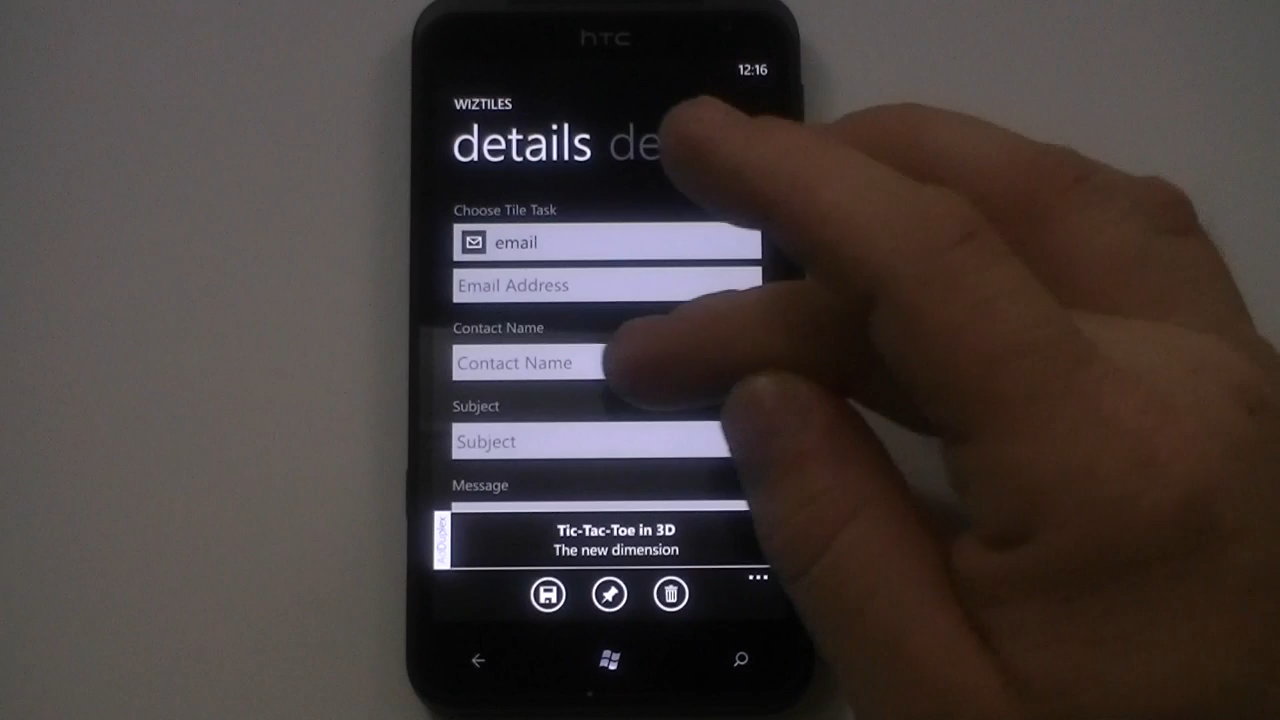 hTC
12:16
WIZTILES
details de
Choose Tile Task
email
Email Address
Contact Name
Contact Name
Subject
Subject
Message
AdDuplex
Tic-Tac-Toe in 3D
The new dimension